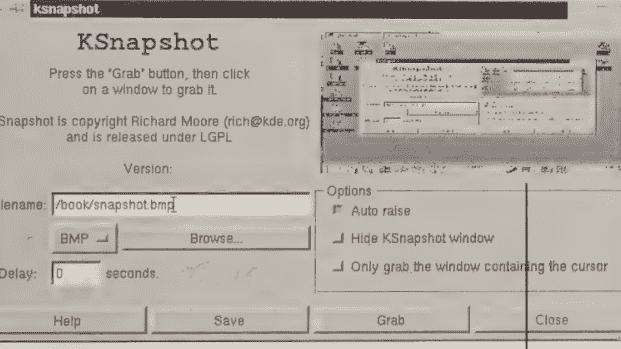 ksnapshot
KSnapshot
Press the "Grab" button, then click
on a window to grab it.
Snapshot is copyright Richard Moore (rich@kde.org)
and is released under LGPL
Version:
lename: /book/snapshot.bmp
BMP Browse...
Delay: 0 seconds.
Options
Auto raise
Hide KSnapshot window
Only grab the window containing the cursor
Help Save Grab Close